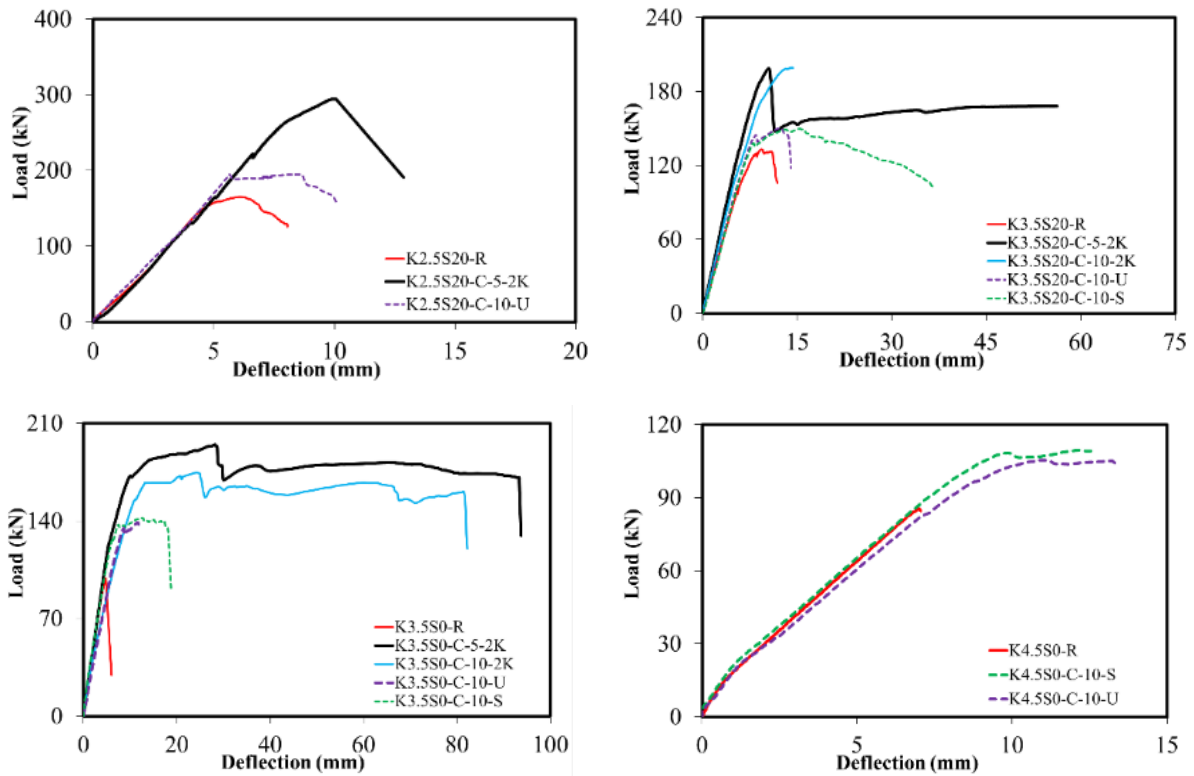 400
300
200
100
0
Load (kN)
K2.5S20-R
K2.5S20-C-5-2K
K2.5S20-C-10-U
0 5 10 15 20
Deflection (mm)
240
180
120
60
0
Load (kN)
K3.5S20-R
K3.5S20-C-5-2K
K3.5S20-C-10-2K
K3.5S20-C-10-U
K3.5S20-C-10-S
0 15 30 45 60 75
Deflection (mm)
210
140
70
0
Load (kN)
K3.5S0-R
K3.5S0-C-5-2K
K3.5S0-C-10-2K
K3.5S0-C-10-U
K3.5S0-C-10-S
0 20 40 60 80 100
Deflection (mm)
120
90
60
30
0
Load (kN)
K4.5S0-R
K4.5S0-C-10-S
K4.5S0-C-10-U
0 5 10 15
Deflection (mm)